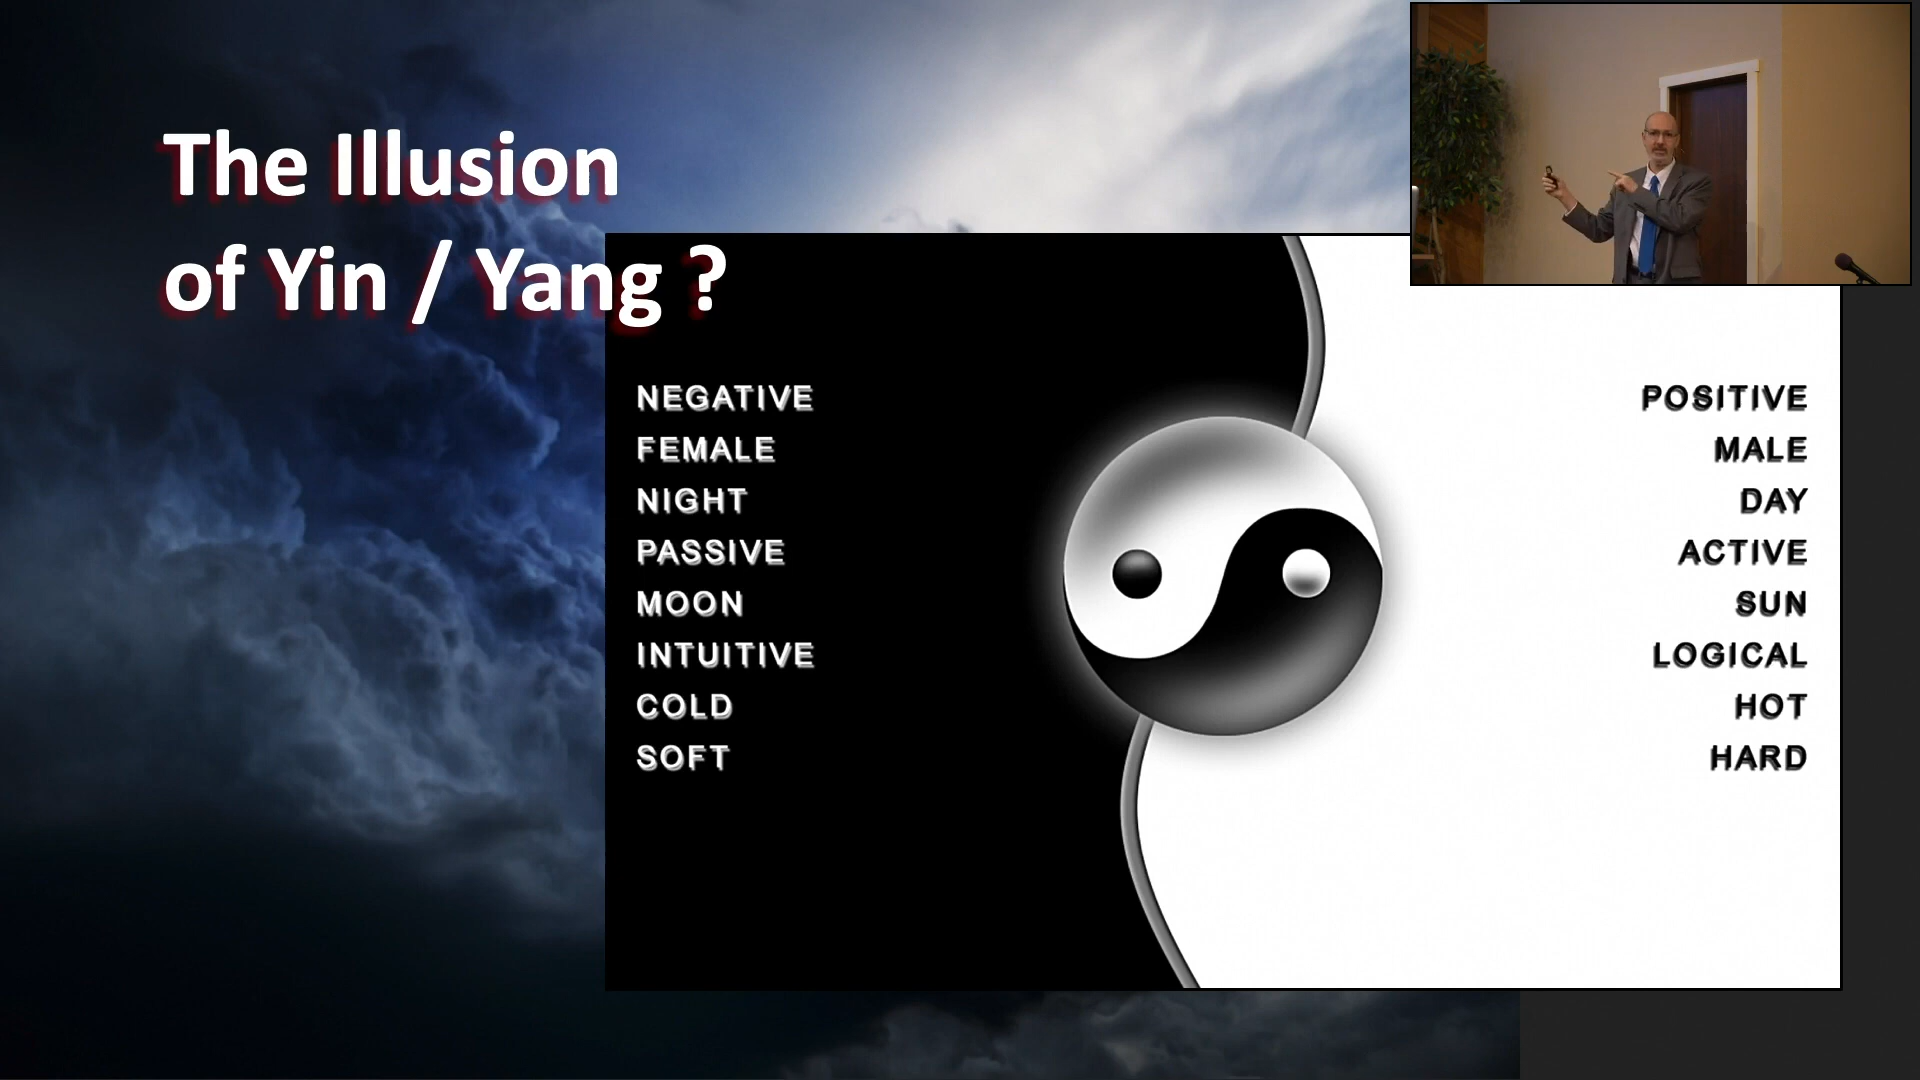 The Illusion
of Yin / Yang ?
NEGATIVE
FEMALE
NIGHT
PASSIVE
MOON
INTUITIVE
COLD
SOFT
POSITIVE
MALE
DAY
ACTIVE
SUN
LOGICAL
HOT
HARD